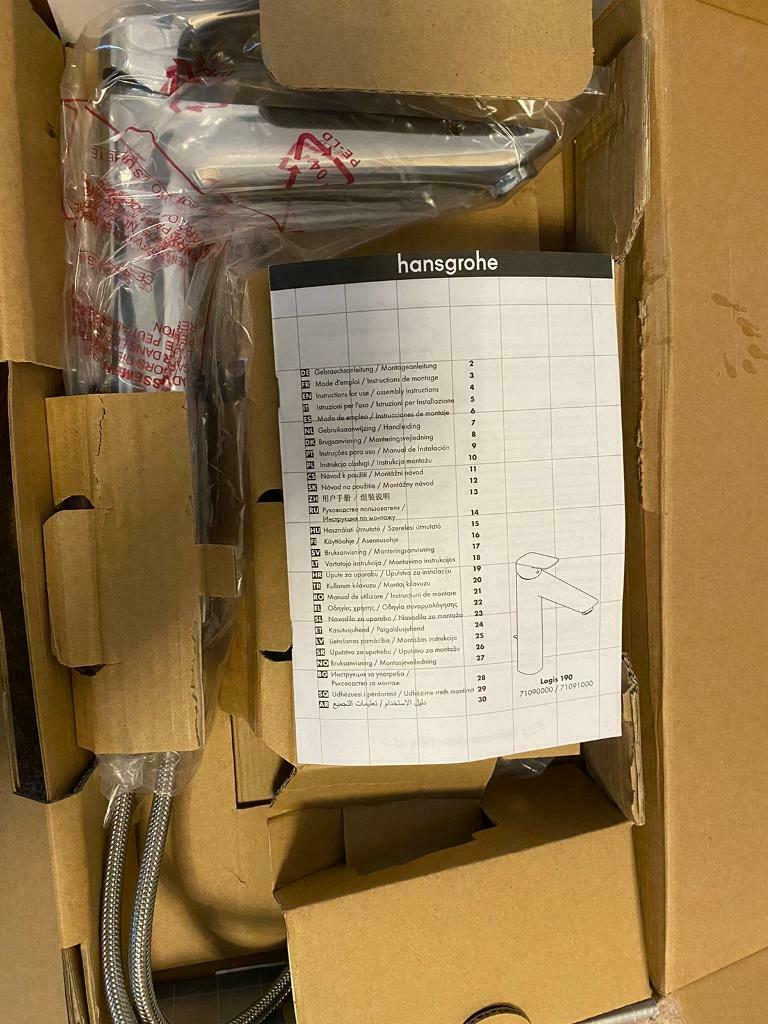 PE-LD
04
hansgrohe
DE Gebrauchsanleitung / Montageanleitung 2
FR Mode d'emploi / Instructions de montage 3
EN Instructions for use / assembly instructions 4
IT Istruzioni per l'uso / Istruzioni per Installazione 5
ES Modo de empleo / Instrucciones de montaje 6
NL Gebruiksaanwijzing / Handleiding 7
DK Brugsanvisning / Monteringsvejledning 8
PT Instruções para uso / Manual de Instalación 9
PL Instrukcja obsługi / Instrukcja montażu 10
CS Návod k použití / Montážní návod 11
SK Návod na použitie / Montážny návod 12
ZH 用户手册 / 组装说明 13
RU Руководство пользователя /
Инструкция по монтажу 14
HU Használati útmutató / Szerelési útmutató 15
FI Käyttöohje / Asennusohje 16
SV Bruksanvisning / Monteringsanvisning 17
LT Vartotojo instrukcija / Montavimo instrukcijos 18
HR Upute za uporabu / Uputstva za instalaciju 19
TR Kullanım kılavuzu / Montaj kılavuzu 20
RO Manual de utilizare / Instrucțiuni de montare 21
EL Οδηγίες χρήσης / Οδηγία συναρμολόγησης 22
SL Navodila za uporabo / Navodila za montažo 23
ET Kasutusjuhend / Paigaldusjuhend 24
LV Lietošanas pamācība / Montāžas instrukcija 25
SR Uputstvo za upotrebu / Uputstvo za montažu 26
NO Bruksanvisning / Montasjeveiledning 27
BG Инструкция за употреба /
Ръководство за монтаж 28
SQ Udhëzuesi i përdorimit / Udhëzime rreth montimit 29
AR دليل الاستخدام / تعليمات التجميع 30
Logis 190
71090000 / 71091000